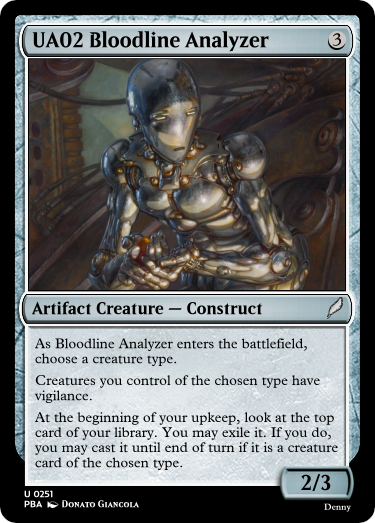 UA02 Bloodline Analyzer 3
Artifact Creature — Construct
As Bloodline Analyzer enters the battlefield,
choose a creature type.
Creatures you control of the chosen type have
vigilance.
At the beginning of your upkeep, look at the top
card of your library. You may exile it. If you do,
you may cast it until end of turn if it is a creature
card of the chosen type.
2/3
U 0251
PBA Donato Giancola
Denny